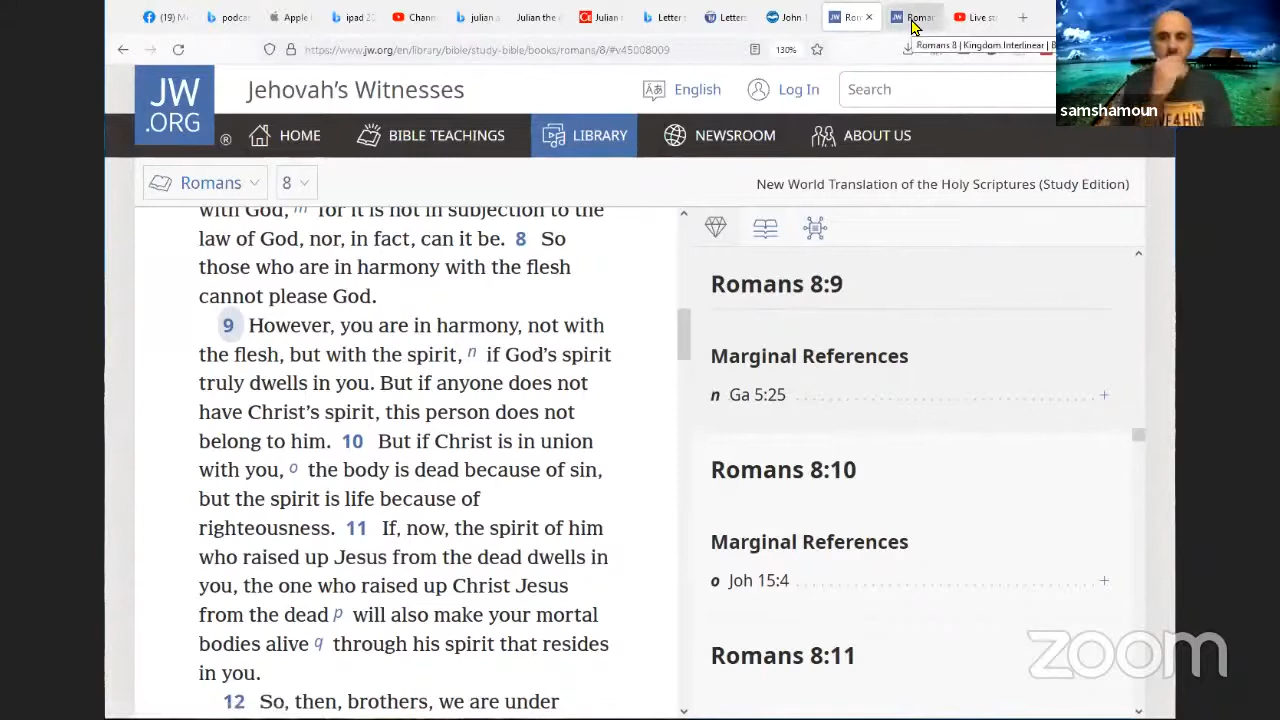 (19) M
podcas
Apple I
ipad 20
Chann
julian a
Julian the a
Julian t
Letter s
Letters
John 1
Rom
Roman
Live st
https://www.jw.org/en/library/bible/study-bible/books/romans/8/#v45008009
130%
Romans 8 | Kingdom Interlinear | B
samshamoun
JW
.ORG
®
Jehovah's Witnesses
English
Log In
Search
HOME
BIBLE TEACHINGS
LIBRARY
NEWSROOM
ABOUT US
Romans
8
New World Translation of the Holy Scriptures (Study Edition)
with God, m for it is not in subjection to the
law of God, nor, in fact, can it be. 8 So
those who are in harmony with the flesh
cannot please God.
9 However, you are in harmony, not with
the flesh, but with the spirit, n if God's spirit
truly dwells in you. But if anyone does not
have Christ's spirit, this person does not
belong to him. 10 But if Christ is in union
with you, o the body is dead because of sin,
but the spirit is life because of
righteousness. 11 If, now, the spirit of him
who raised up Jesus from the dead dwells in
you, the one who raised up Christ Jesus
from the dead p will also make your mortal
bodies alive q through his spirit that resides
in you.
12 So, then, brothers, we are under
Romans 8:9
Marginal References
n Ga 5:25
Romans 8:10
Marginal References
o Joh 15:4
Romans 8:11
zoom